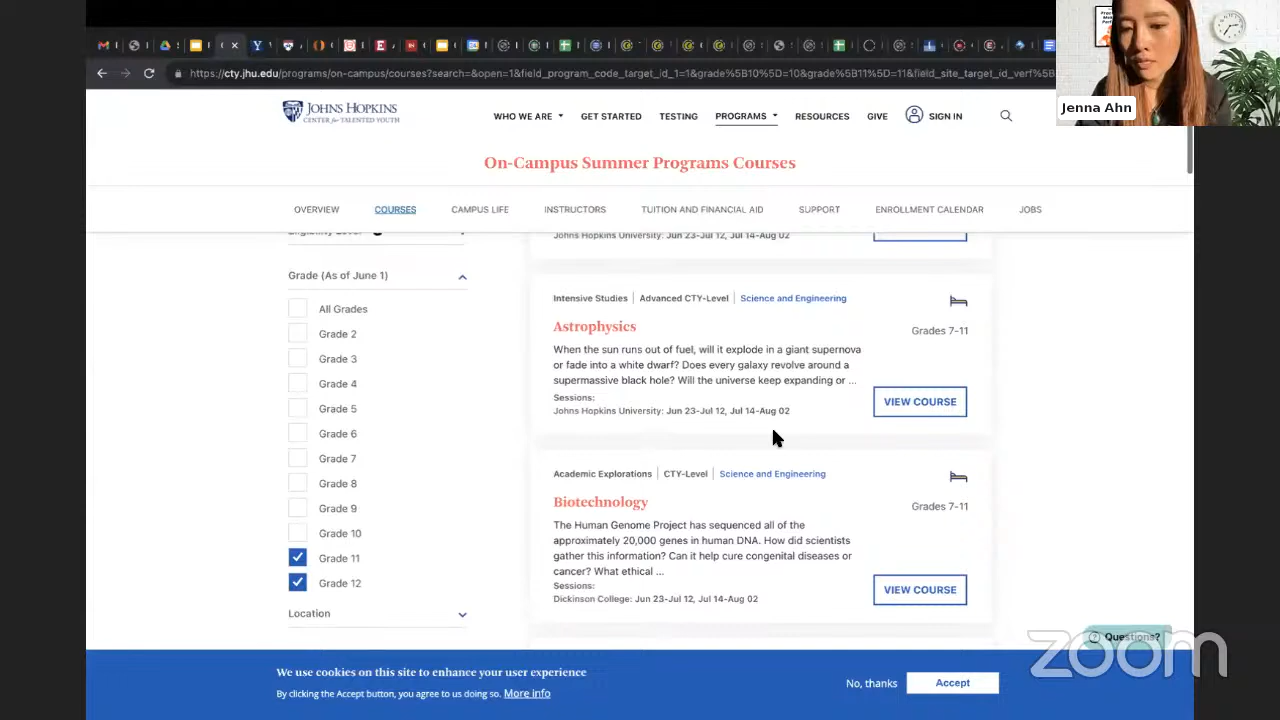 Jenna Ahn
https://cty.jhu.edu/programs/on-campus/courses?search=&open=1&field_program_code_target_id_1=1&grade%5B10%5D=10&grade%5B11%5D=11&field_site_target_id_verf%5B
JOHNS HOPKINS
CENTER for TALENTED YOUTH
WHO WE ARE
GET STARTED
TESTING
PROGRAMS
RESOURCES
GIVE
SIGN IN
On-Campus Summer Programs Courses
OVERVIEW
COURSES
CAMPUS LIFE
INSTRUCTORS
TUITION AND FINANCIAL AID
SUPPORT
ENROLLMENT CALENDAR
JOBS
Eligibility Level
Grade (As of June 1)
All Grades
Grade 2
Grade 3
Grade 4
Grade 5
Grade 6
Grade 7
Grade 8
Grade 9
Grade 10
Grade 11
Grade 12
Location
Johns Hopkins University: Jun 23-Jul 12, Jul 14-Aug 02
Intensive Studies | Advanced CTY-Level | Science and Engineering
Astrophysics
Grades 7-11
When the sun runs out of fuel, will it explode in a giant supernova
or fade into a white dwarf? Does every galaxy revolve around a
supermassive black hole? Will the universe keep expanding or ...
Sessions:
Johns Hopkins University: Jun 23-Jul 12, Jul 14-Aug 02
VIEW COURSE
Academic Explorations | CTY-Level | Science and Engineering
Biotechnology
Grades 7-11
The Human Genome Project has sequenced all of the
approximately 20,000 genes in human DNA. How did scientists
gather this information? Can it help cure congenital diseases or
cancer? What ethical ...
Sessions:
Dickinson College: Jun 23-Jul 12, Jul 14-Aug 02
VIEW COURSE
Questions?
zoom
We use cookies on this site to enhance your user experience
By clicking the Accept button, you agree to us doing so. More info
No, thanks
Accept